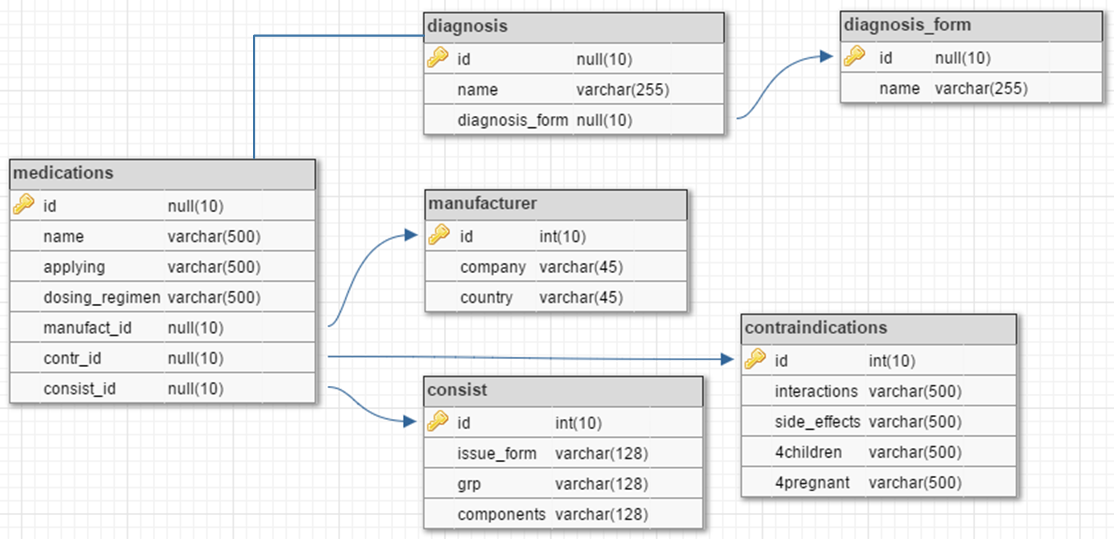 diagnosis
id null(10)
name varchar(255)
diagnosis_form null(10)
diagnosis_form
id null(10)
name varchar(255)
medications
id null(10)
name varchar(500)
applying varchar(500)
dosing_regimen varchar(500)
manufact_id null(10)
contr_id null(10)
consist_id null(10)
manufacturer
id int(10)
company varchar(45)
country varchar(45)
contraindications
id int(10)
interactions varchar(500)
side_effects varchar(500)
4children varchar(500)
4pregnant varchar(500)
consist
id int(10)
issue_form varchar(128)
grp varchar(128)
components varchar(128)